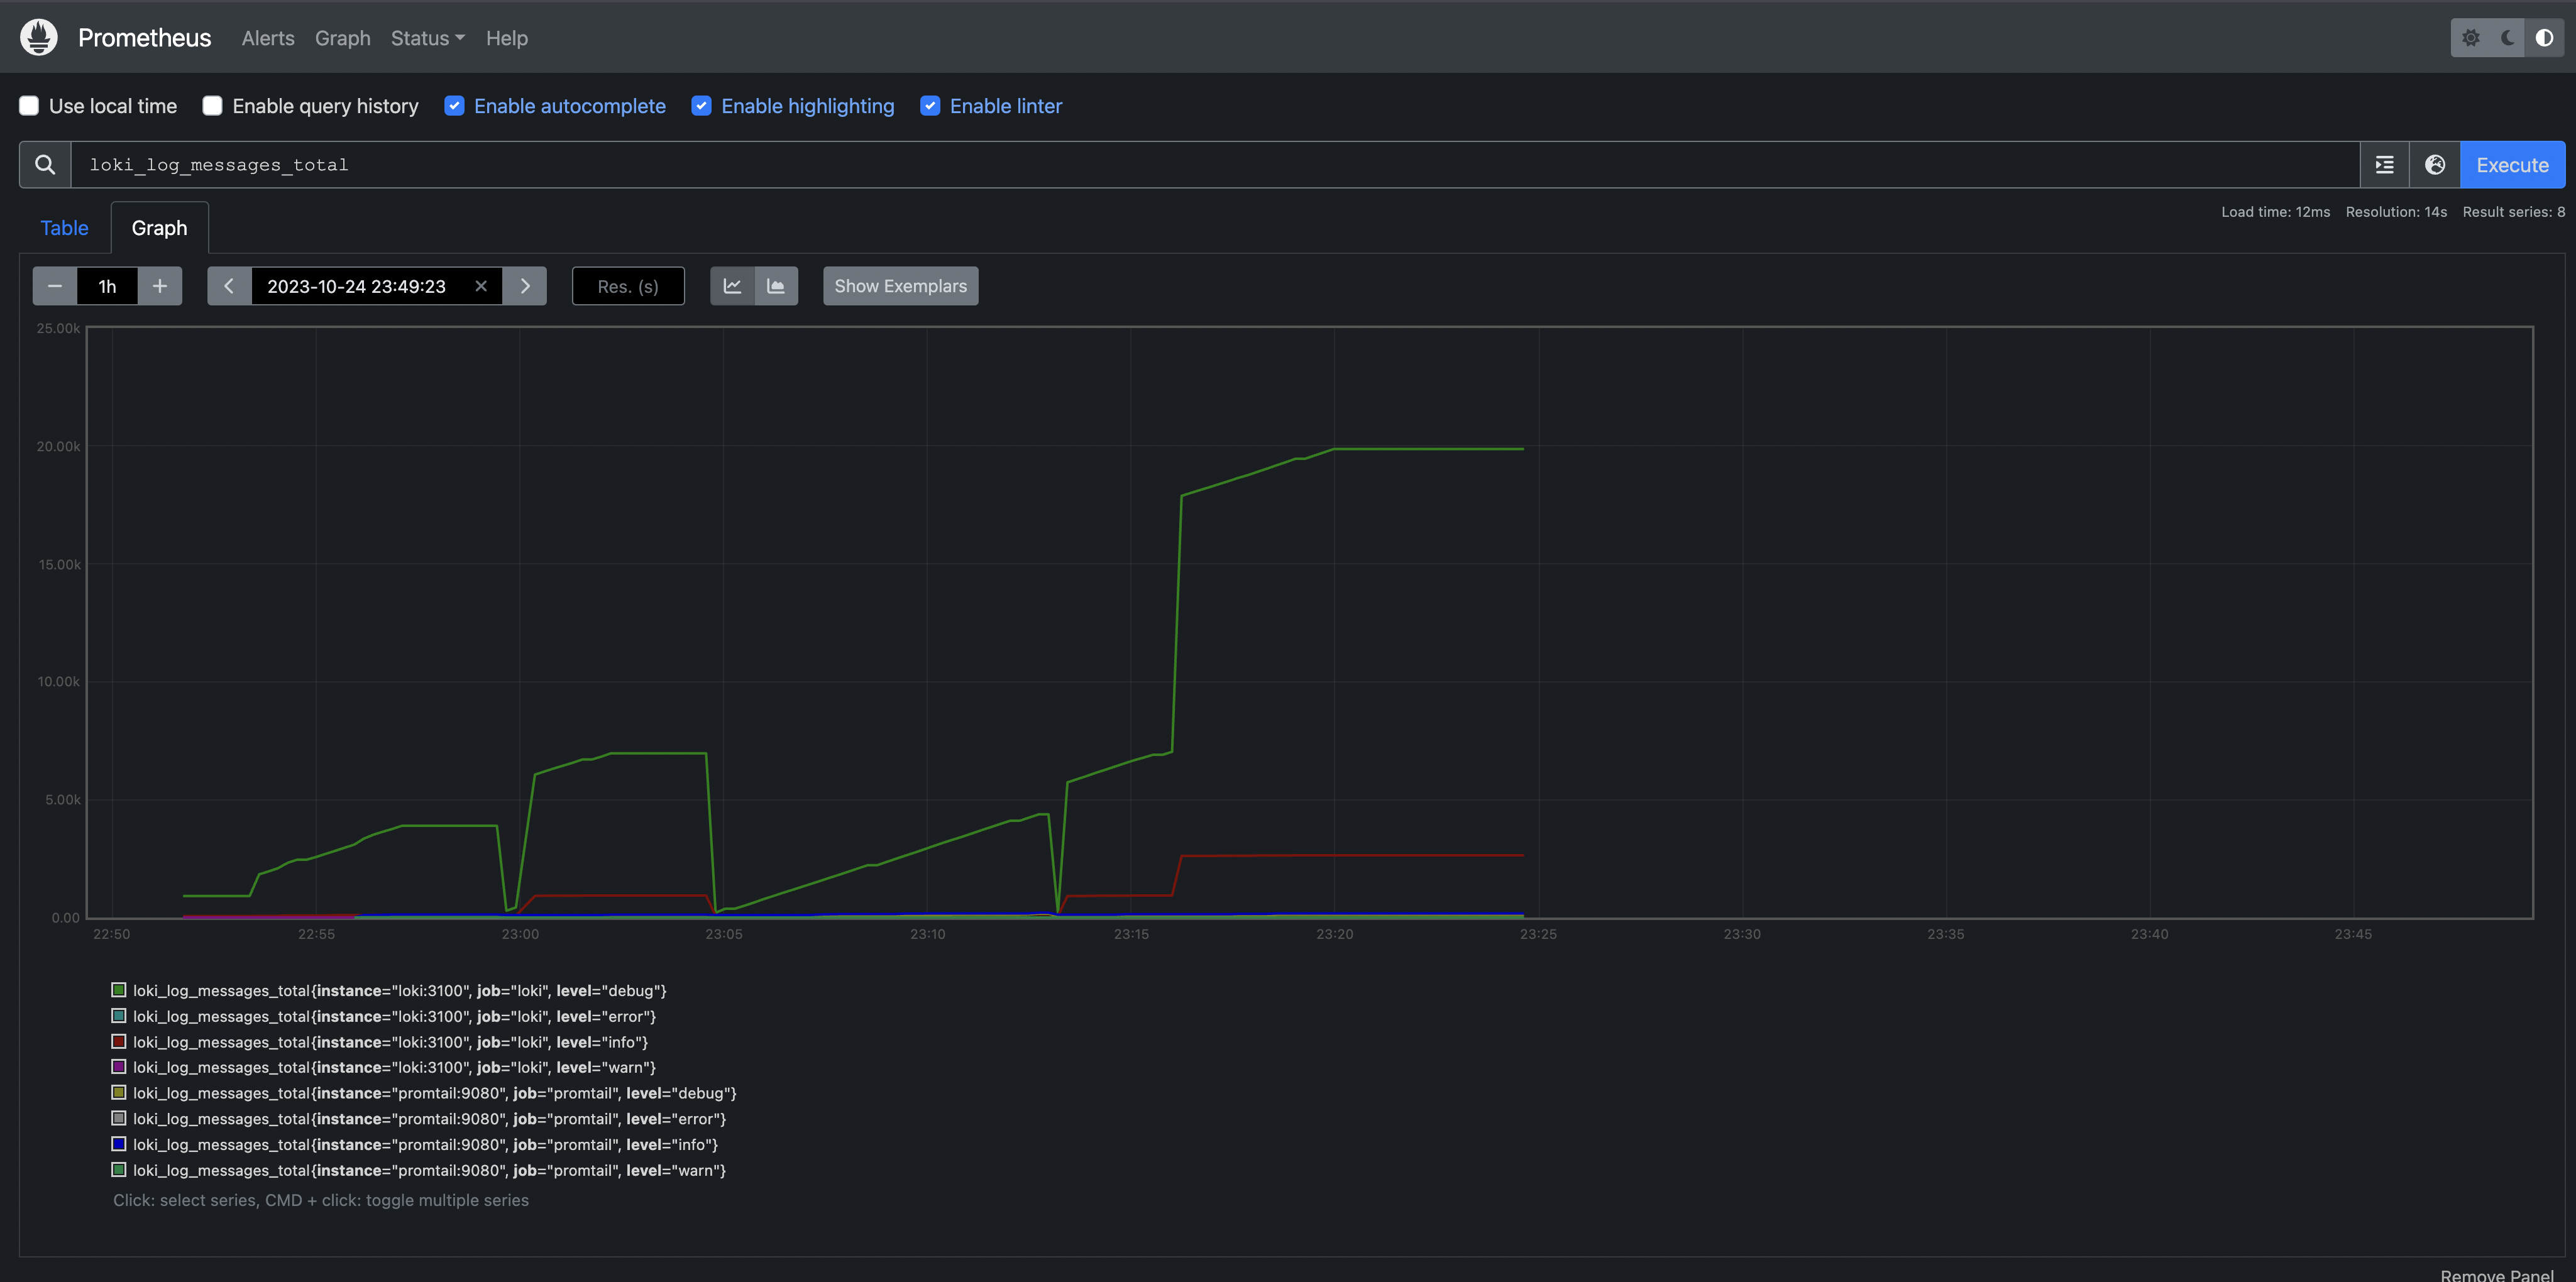 Prometheus Alerts Graph Status Help
Use local time Enable query history Enable autocomplete Enable highlighting Enable linter
loki_log_messages_total Execute
Table Graph Load time: 12ms Resolution: 14s Result series: 8
1h 2023-10-24 23:49:23 Res. (s) Show Exemplars
25.00k
20.00k
15.00k
10.00k
5.00k
0.00
22:50 22:55 23:00 23:05 23:10 23:15 23:20 23:25 23:30 23:35 23:40 23:45
loki_log_messages_total{instance="loki:3100", job="loki", level="debug"}
loki_log_messages_total{instance="loki:3100", job="loki", level="error"}
loki_log_messages_total{instance="loki:3100", job="loki", level="info"}
loki_log_messages_total{instance="loki:3100", job="loki", level="warn"}
loki_log_messages_total{instance="promtail:9080", job="promtail", level="debug"}
loki_log_messages_total{instance="promtail:9080", job="promtail", level="error"}
loki_log_messages_total{instance="promtail:9080", job="promtail", level="info"}
loki_log_messages_total{instance="promtail:9080", job="promtail", level="warn"}
Click: select series, CMD + click: toggle multiple series
Remove Panel